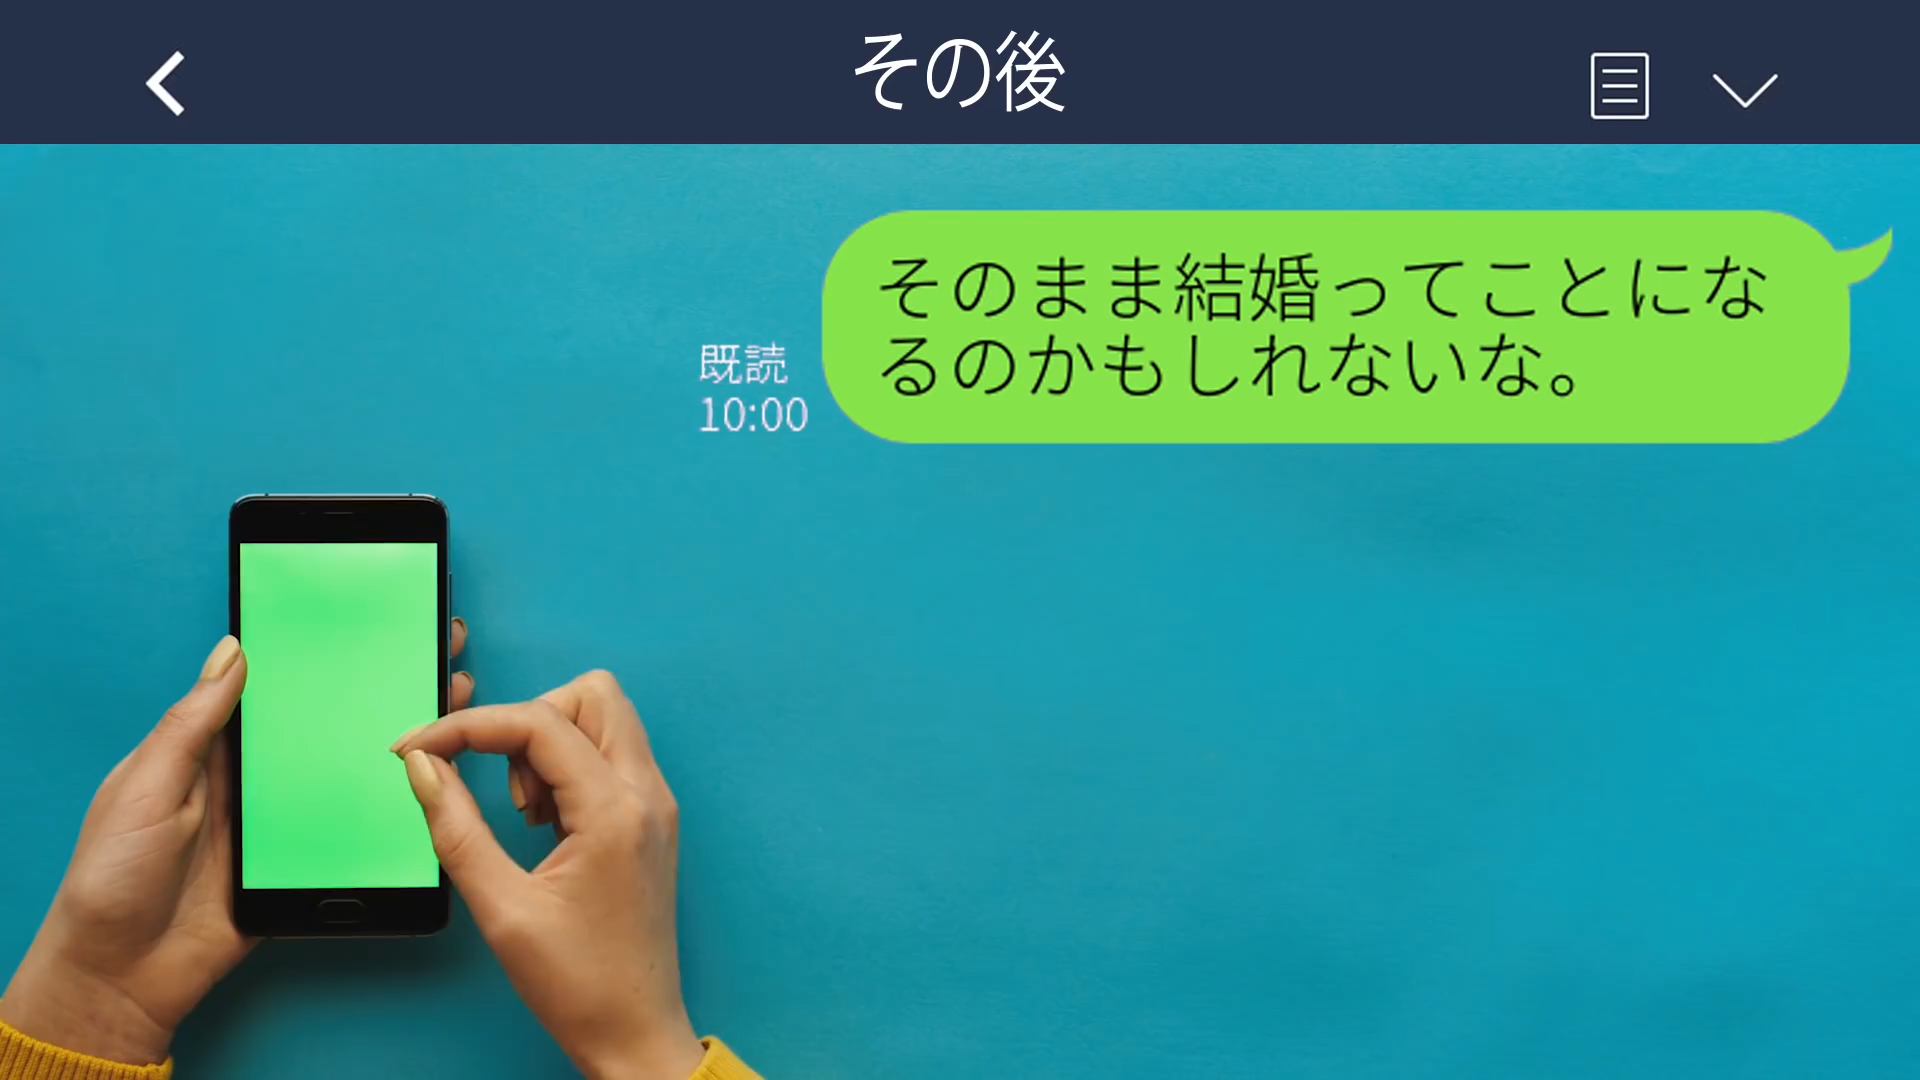 その後
そのまま結婚ってことにな
るのかもしれないな。
既読
10:00